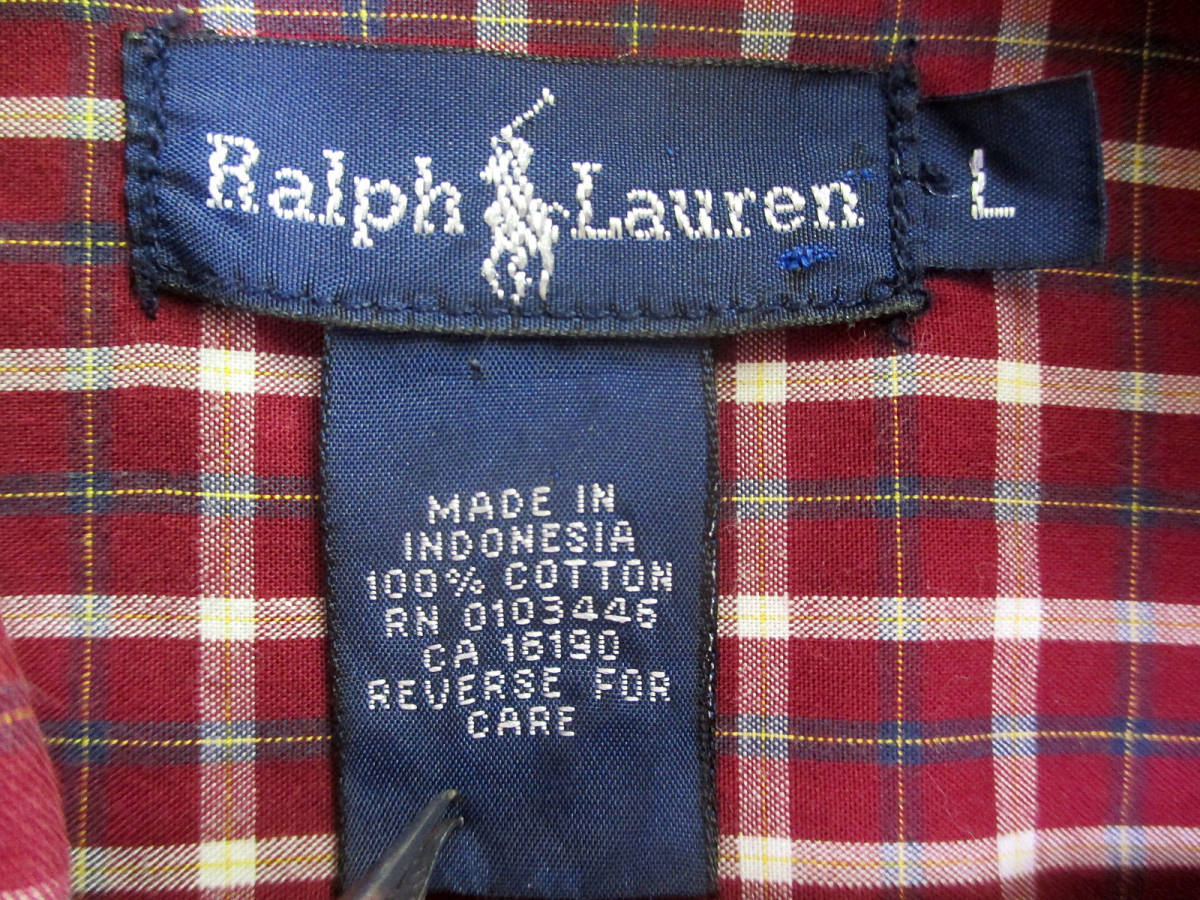 Ralph Lauren
L
MADE IN
INDONESIA
100% COTTON
RN 0103446
CA 16190
REVERSE FOR
CARE